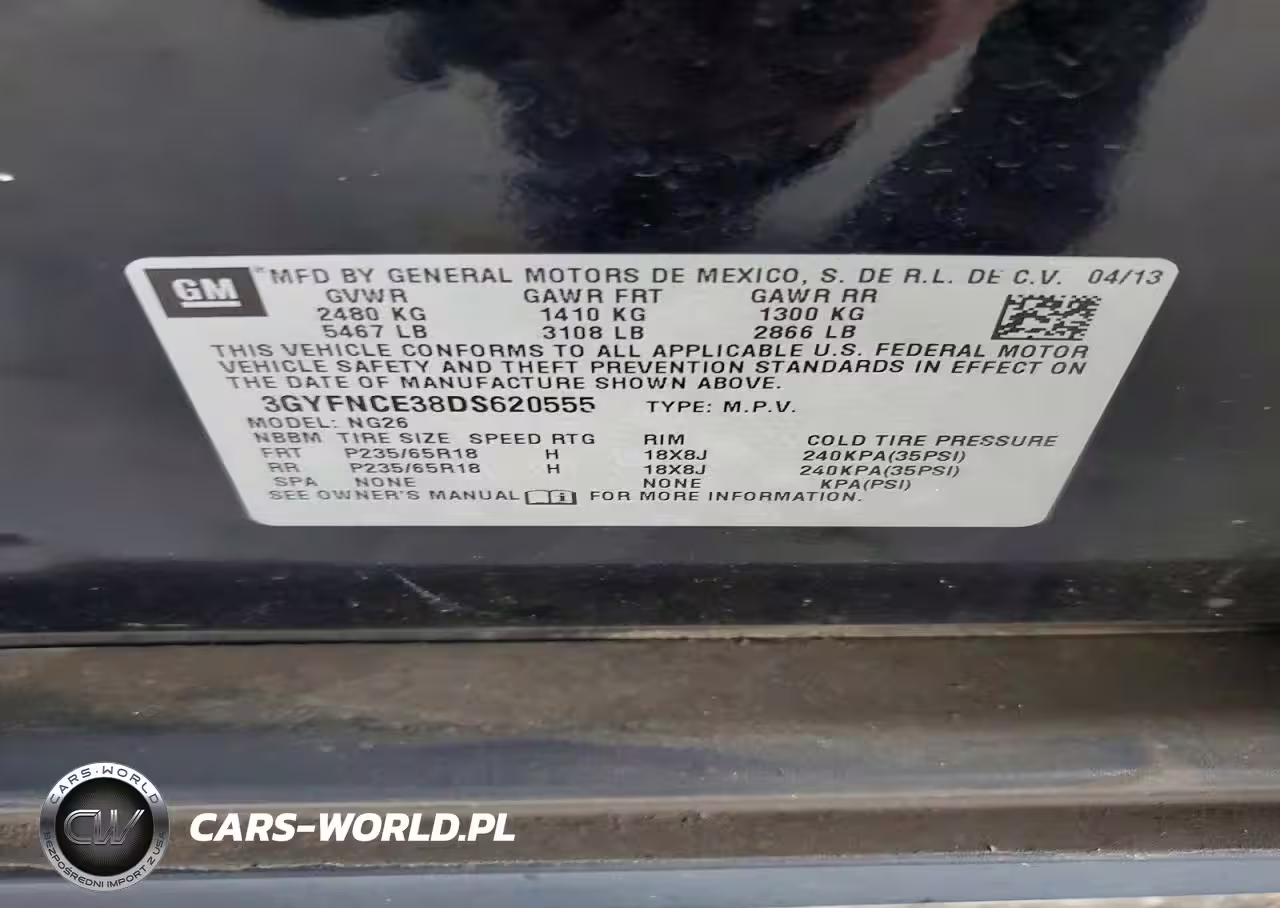 GM ® MFD BY GENERAL MOTORS DE MEXICO, S. DE R.L. DE C.V. 04/13
GVWR GAWR FRT GAWR RR
2480 KG 1410 KG 1300 KG
5467 LB 3108 LB 2866 LB
THIS VEHICLE CONFORMS TO ALL APPLICABLE U.S. FEDERAL MOTOR
VEHICLE SAFETY AND THEFT PREVENTION STANDARDS IN EFFECT ON
THE DATE OF MANUFACTURE SHOWN ABOVE.
3GYFNCE38DS620555 TYPE: M.P.V.
MODEL: NG26
NBBM TIRE SIZE SPEED RTG RIM COLD TIRE PRESSURE
FRT P235/65R18 H 18X8J 240KPA(35PSI)
RR P235/65R18 H 18X8J 240KPA(35PSI)
SPA NONE NONE KPA(PSI)
SEE OWNER'S MANUAL FOR MORE INFORMATION.
CARS-WORLD
CW
BEZPOŚREDNI IMPORT Z USA
CARS-WORLD.PL